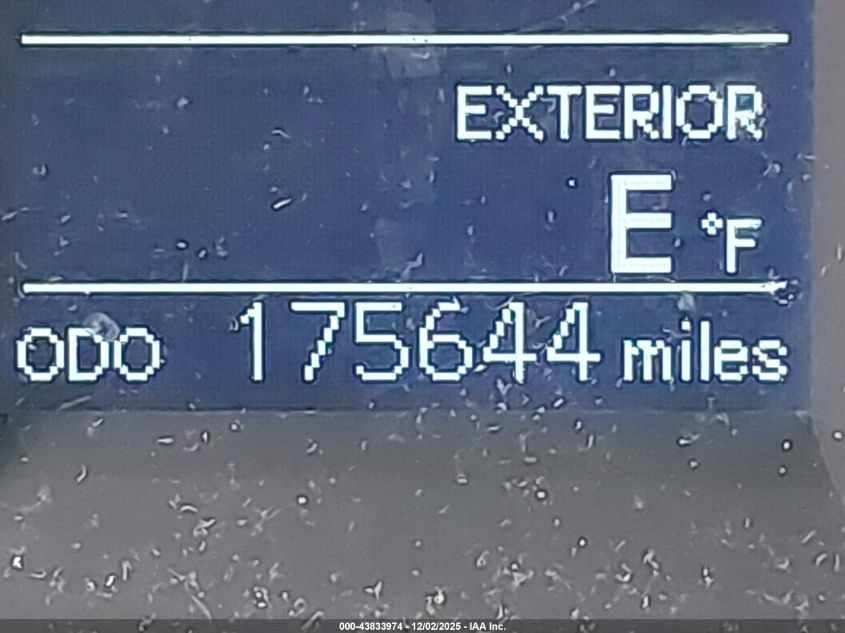 EXTERIOR
E °F
ODO 175644 miles
000-43833974 - 12/02/2025 - IAA Inc.